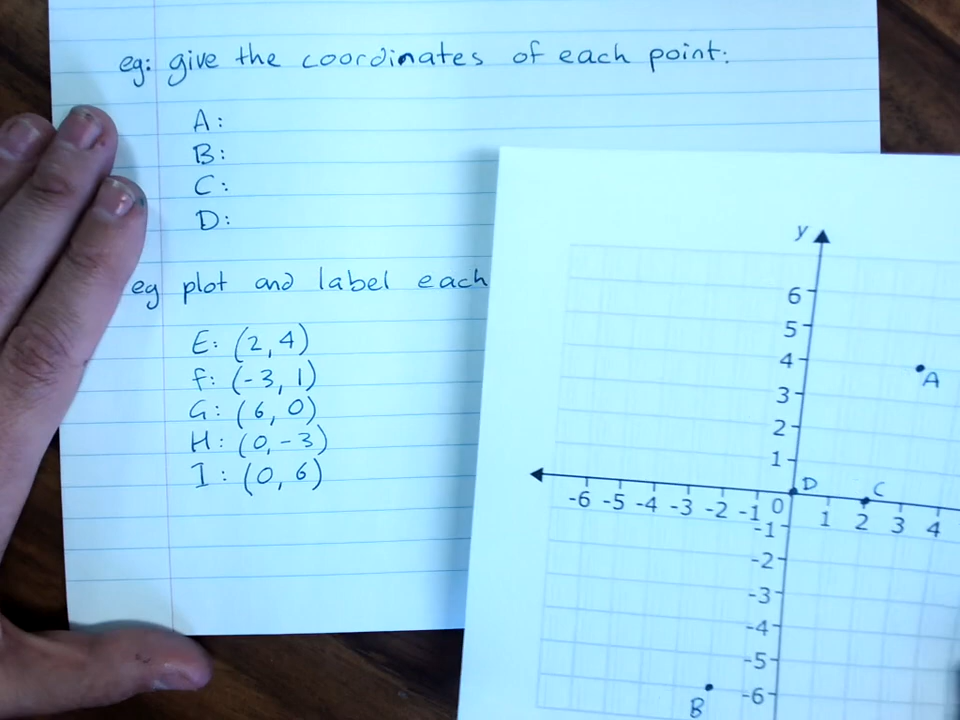 eg: give the coordinates of each point:
A:
B:
C:
D:
eg plot and label each
E: (2, 4)
f: (-3, 1)
G: (6, 0)
H: (0, -3)
I: (0, 6)
y
6
5
4
A
3
2
1
D C
-6 -5 -4 -3 -2 -1 0 1 2 3 4
-1
-2
-3
-4
-5
-6
B